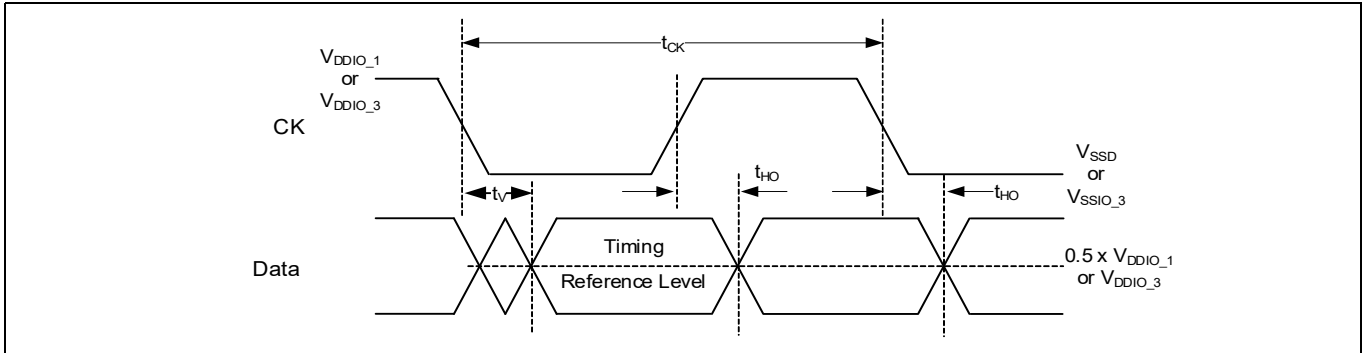 tCK
VDDIO_1
or
VDDIO_3
CK
VSSD
or
VSSIO_3
tV
tHO
tHO
Data
Timing
Reference Level
0.5 x VDDIO_1
or VDDIO_3